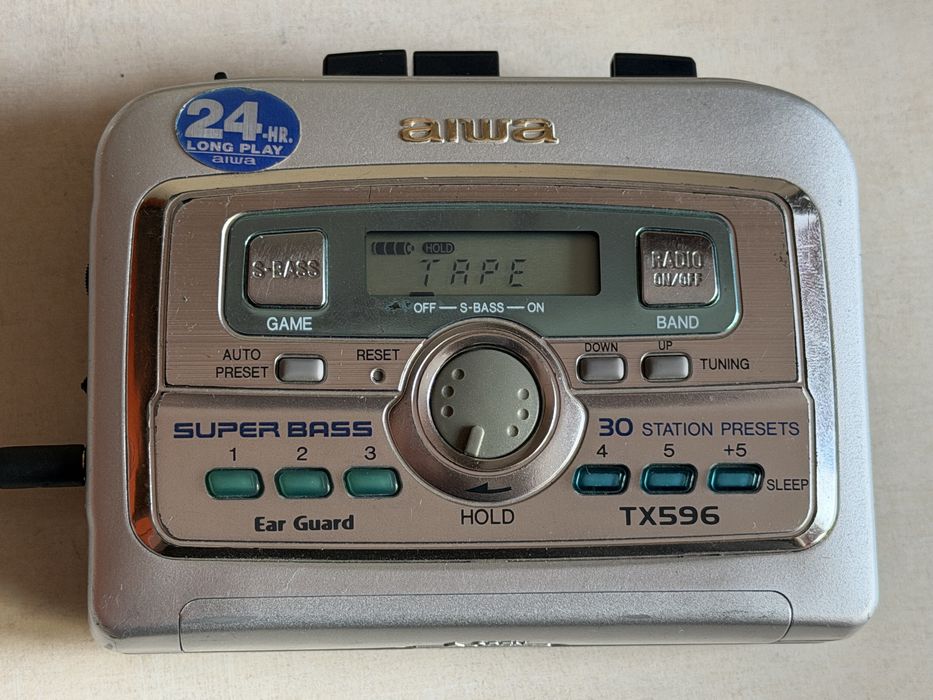 24-HR.
LONG PLAY
aiwa
aiwa
S-BASS
GAME
HOLD
TAPE
OFF — S-BASS — ON
RADIO
ON/OFF
BAND
AUTO
PRESET
RESET
DOWN
UP
TUNING
SUPER BASS
30 STATION PRESETS
1 2 3
4 5 +5
SLEEP
Ear Guard
HOLD
TX596